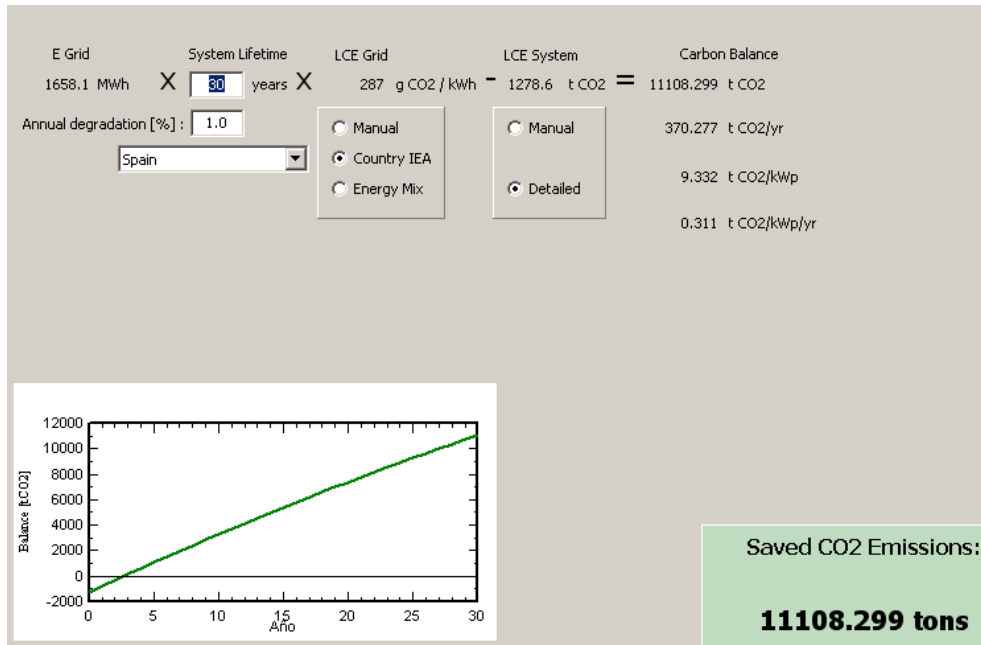 E Grid System Lifetime LCE Grid LCE System Carbon Balance
1658.1 MWh X 30 years X 287 g CO2 / kWh - 1278.6 t CO2 = 11108.299 t CO2
Annual degradation [%] : 1.0 Manual Manual 370.277 t CO2/yr
Spain Country IEA
Energy Mix Detailed 9.332 t CO2/kWp
0.311 t CO2/kWp/yr
12000
10000
8000
6000
4000
2000
0
-2000
Balance [tCO2]
0 5 10 15 20 25 30
Año
Saved CO2 Emissions:
11108.299 tons